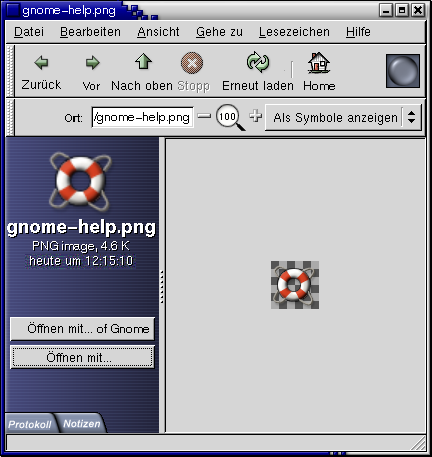 gnome-help.png
Datei Bearbeiten Ansicht Gehe zu Lesezeichen Hilfe
Zurück Vor Nach oben Stopp Erneut laden Home
Ort: /gnome-help.png 100 Als Symbole anzeigen
gnome-help.png
PNG image, 4.6 K
heute um 12:15:10
Öffnen mit... of Gnome
Öffnen mit...
Protokoll Notizen